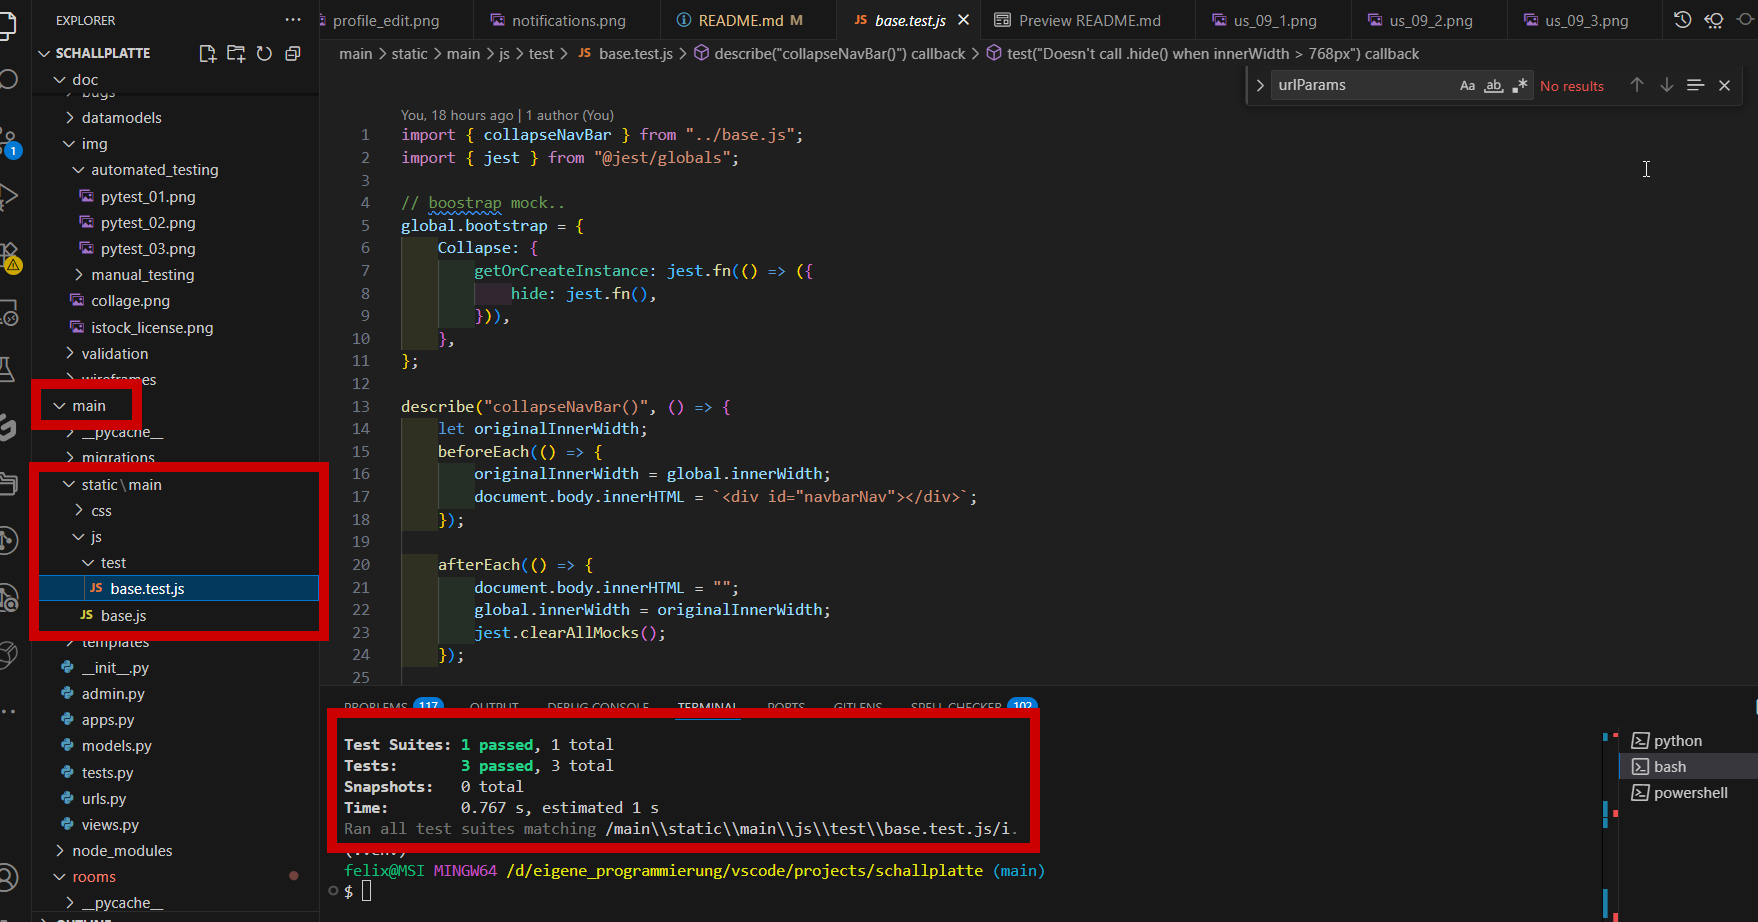 EXPLORER
SCHALLPLATTE
doc
bugs
datamodels
img
automated_testing
pytest_01.png
pytest_02.png
pytest_03.png
manual_testing
collage.png
istock_license.png
validation
wireframes
main
__pycache__
migrations
static\main
css
js
test
JS base.test.js
JS base.js
templates
__init__.py
admin.py
apps.py
models.py
tests.py
urls.py
views.py
node_modules
rooms
__pycache__
OUTLINE
1
profile_edit.png
notifications.png
README.md M
JS base.test.js
Preview README.md
us_09_1.png
us_09_2.png
us_09_3.png
main > static > main > js > test > JS base.test.js > describe("collapseNavBar()") callback > test("Doesn't call .hide() when innerWidth > 768px") callback
urlParams Aa ab .* No results
You, 18 hours ago | 1 author (You)
1 import { collapseNavBar } from "../base.js";
2 import { jest } from "@jest/globals";
3
4 // boostrap mock..
5 global.bootstrap = {
6 Collapse: {
7 getOrCreateInstance: jest.fn(() => ({
8 hide: jest.fn(),
9 })),
10 },
11 };
12
13 describe("collapseNavBar()", () => {
14 let originalInnerWidth;
15 beforeEach(() => {
16 originalInnerWidth = global.innerWidth;
17 document.body.innerHTML = `<div id="navbarNav"></div>`;
18 });
19
20 afterEach(() => {
21 document.body.innerHTML = "";
22 global.innerWidth = originalInnerWidth;
23 jest.clearAllMocks();
24 });
25
PROBLEMS 117 OUTPUT DEBUG CONSOLE TERMINAL PORTS GITLENS SPELL CHECKER 102
Test Suites: 1 passed, 1 total
Tests: 3 passed, 3 total
Snapshots: 0 total
Time: 0.767 s, estimated 1 s
Ran all test suites matching /main\\static\\main\\js\\test\\base.test.js/i.
(.venv)
felix@MSI MINGW64 /d/eigene_programmierung/vscode/projects/schallplatte (main)
$
python
bash
powershell